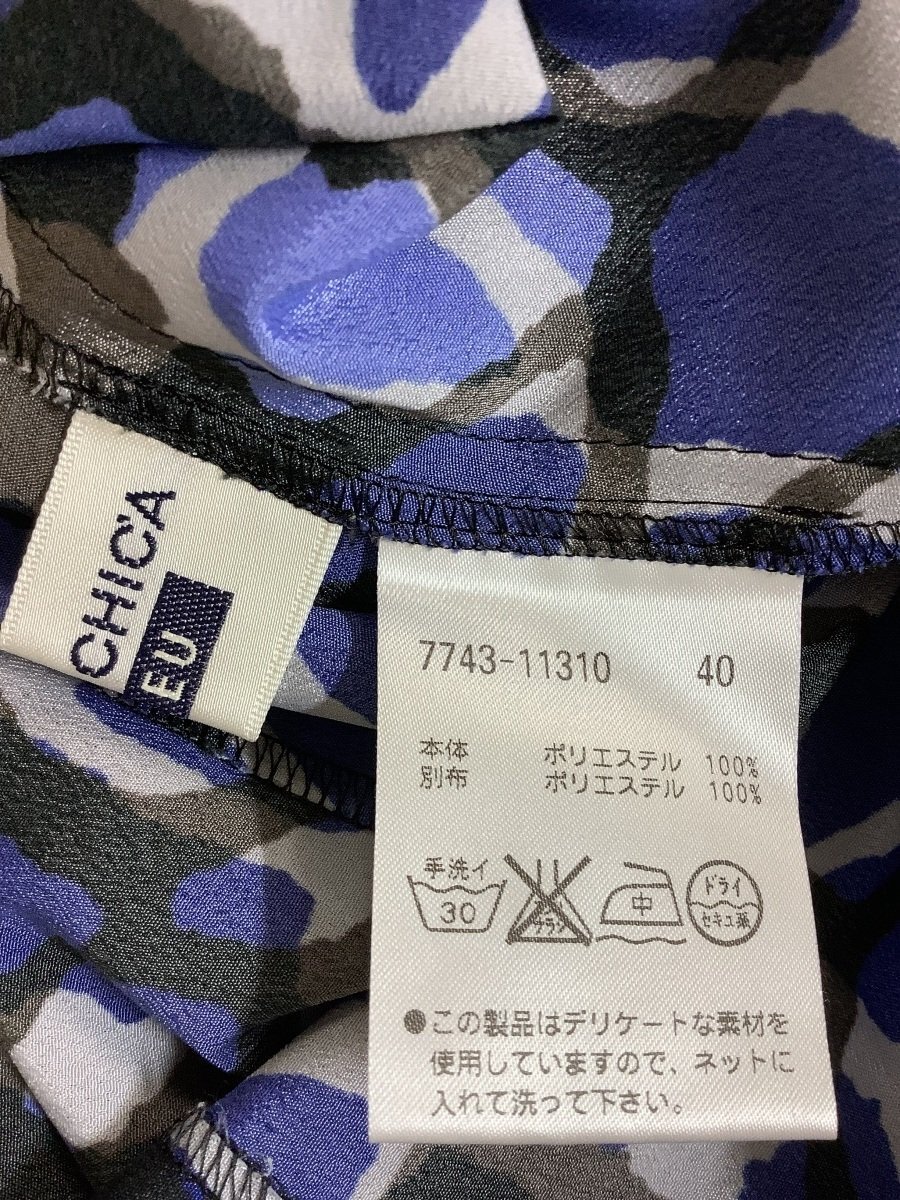 CHIC'A
EU
7743-11310 40
本体 ポリエステル 100%
別布 ポリエステル 100%
手洗イ
30
中
ドライ
セキユ系
●この製品はデリケートな素材を
使用していますので、ネットに
入れて洗って下さい。